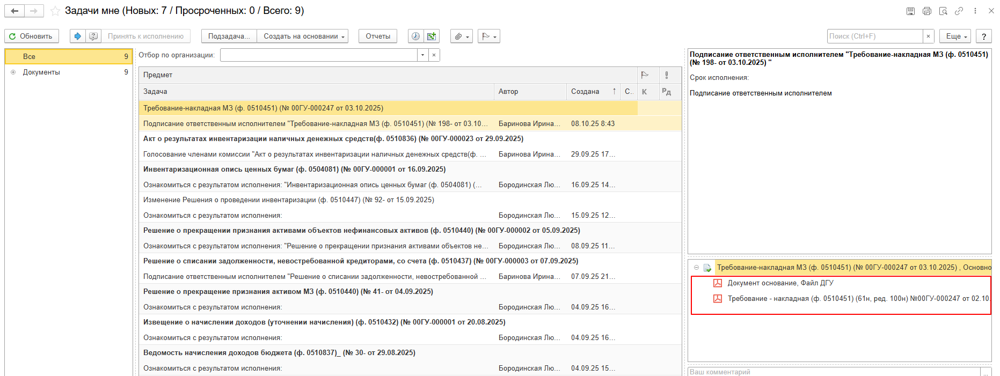 Задачи мне (Новых: 7 / Просроченных: 0 / Всего: 9)
Обновить
Принять к исполнению
Подзадача...
Создать на основании
Отчеты
Поиск (Ctrl+F)
×
Еще
?
Все 9
Документы 9
Отбор по организации:
×
Предмет
Задача Автор Создана ↑ С.. К Рд
Требование-накладная МЗ (ф. 0510451) (№ 00ГУ-000247 от 03.10.2025)
Подписание ответственным исполнителем "Требование-накладная МЗ (ф. 0510451) (№ 198- от 03.10... Баринова Ирина... 08.10.25 8:43
Акт о результатах инвентаризации наличных денежных средств(ф. 0510836) (№ 00ГУ-000023 от 29.09.2025)
Голосование членами комиссии "Акт о результатах инвентаризации наличных денежных средств(ф. ... Баринова Ирина... 29.09.25 17...
Инвентаризационная опись ценных бумаг (ф. 0504081) (№ 00ГУ-000001 от 16.09.2025)
Ознакомиться с результатом исполнения: "Инвентаризационная опись ценных бумаг (ф. 0504081) (... Бородинская Лю... 16.09.25 14...
Изменение Решения о проведении инвентаризации (ф. 0510447) (№ 92- от 15.09.2025)
Ознакомиться с результатом исполнения: Бородинская Лю... 15.09.25 12...
Решение о прекращении признания активами объектов нефинансовых активов (ф. 0510440) (№ 00ГУ-000002 от 05.09.2025)
Ознакомиться с результатом исполнения: "Решение о прекращении признания активами объектов не... Бородинская Лю... 08.09.25 11...
Решение о списании задолженности, невостребованной кредиторами, со счета (ф. 0510437) (№ 00ГУ-000003 от 07.09.2025)
Подписание ответственным исполнителем "Решение о списании задолженности, невостребованной ... Баринова Ирина... 07.09.25 21...
Решение о прекращение признания активом МЗ (ф. 0510440) (№ 41- от 04.09.2025)
Ознакомиться с результатом исполнения: Бородинская Лю... 04.09.25 16...
Извещение о начислении доходов (уточнении начисления) (ф. 0510432) (№ 00ГУ-000001 от 20.08.2025)
Ознакомиться с результатом исполнения: Бородинская Лю... 04.09.25 16...
Ведомость начисления доходов бюджета (ф. 0510837)_ (№ 30- от 29.08.2025)
Ознакомиться с результатом исполнения: Бородинская Лю... 04.09.25 15...
Подписание ответственным исполнителем "Требование-накладная МЗ (ф. 0510451)
(№ 198- от 03.10.2025) "
Срок исполнения:
Подписание ответственным исполнителем
Требование-накладная МЗ (ф. 0510451) (№ 00ГУ-000247 от 03.10.2025) , Основно
Документ основание, Файл ДГУ
Требование - накладная (ф. 0510451) (61н, ред. 100н) №00ГУ-000247 от 02.10.
Ваш комментарий
...